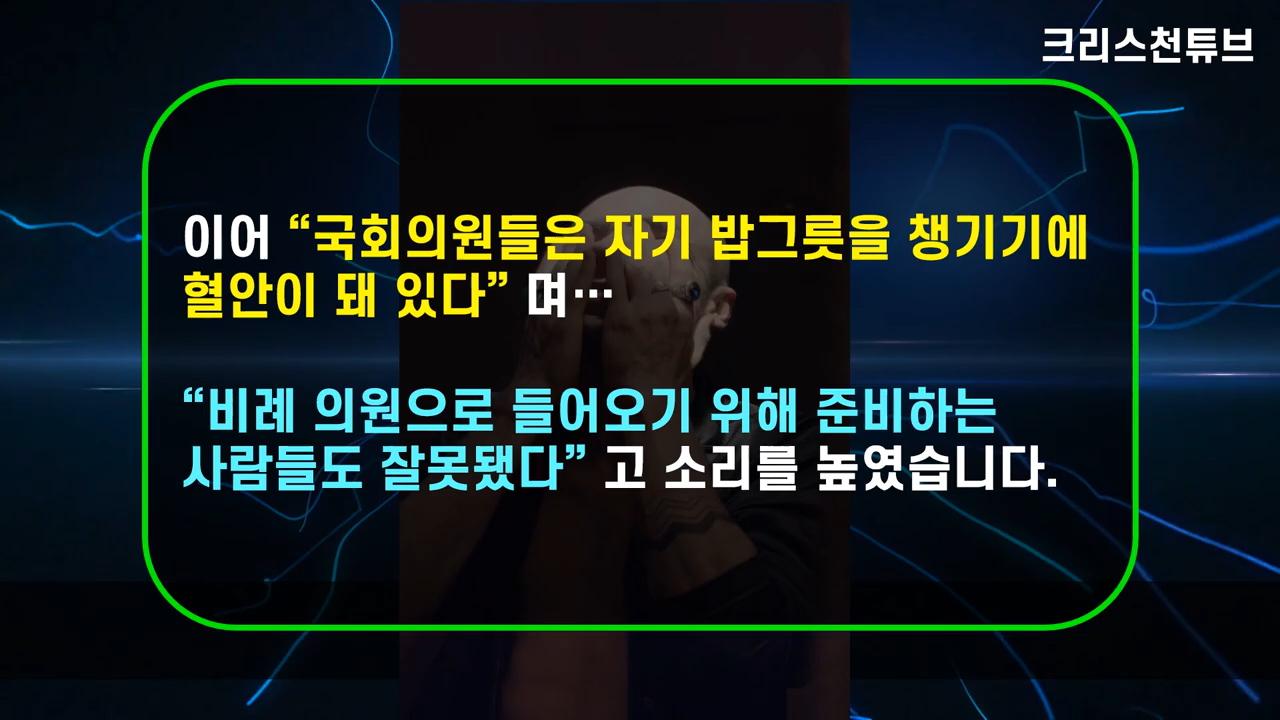 크리스천튜브
이어 “국회의원들은 자기 밥그릇을 챙기기에
혈안이 돼 있다” 며…
“비례 의원으로 들어오기 위해 준비하는
사람들도 잘못됐다” 고 소리를 높였습니다.